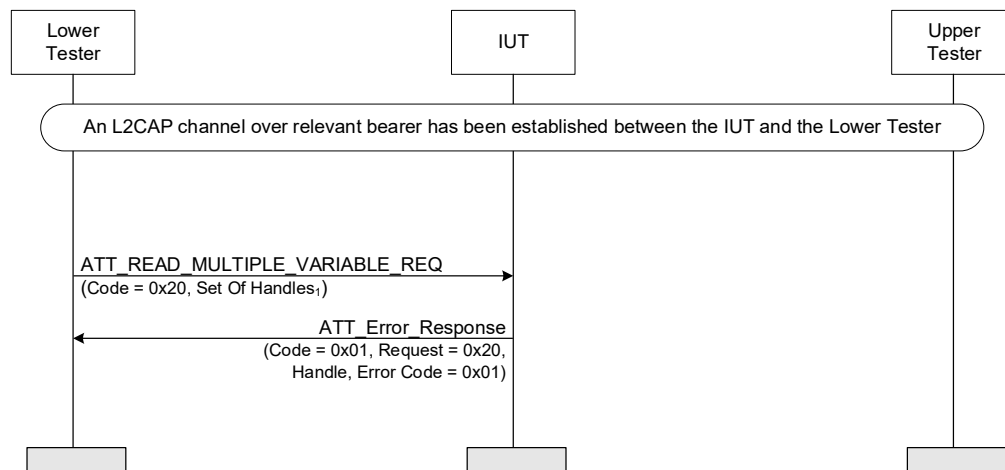 Lower
Tester
IUT
Upper
Tester
An L2CAP channel over relevant bearer has been established between the IUT and the Lower Tester
ATT_READ_MULTIPLE_VARIABLE_REQ
(Code = 0x20, Set Of Handles₁)
ATT_Error_Response
(Code = 0x01, Request = 0x20,
Handle, Error Code = 0x01)